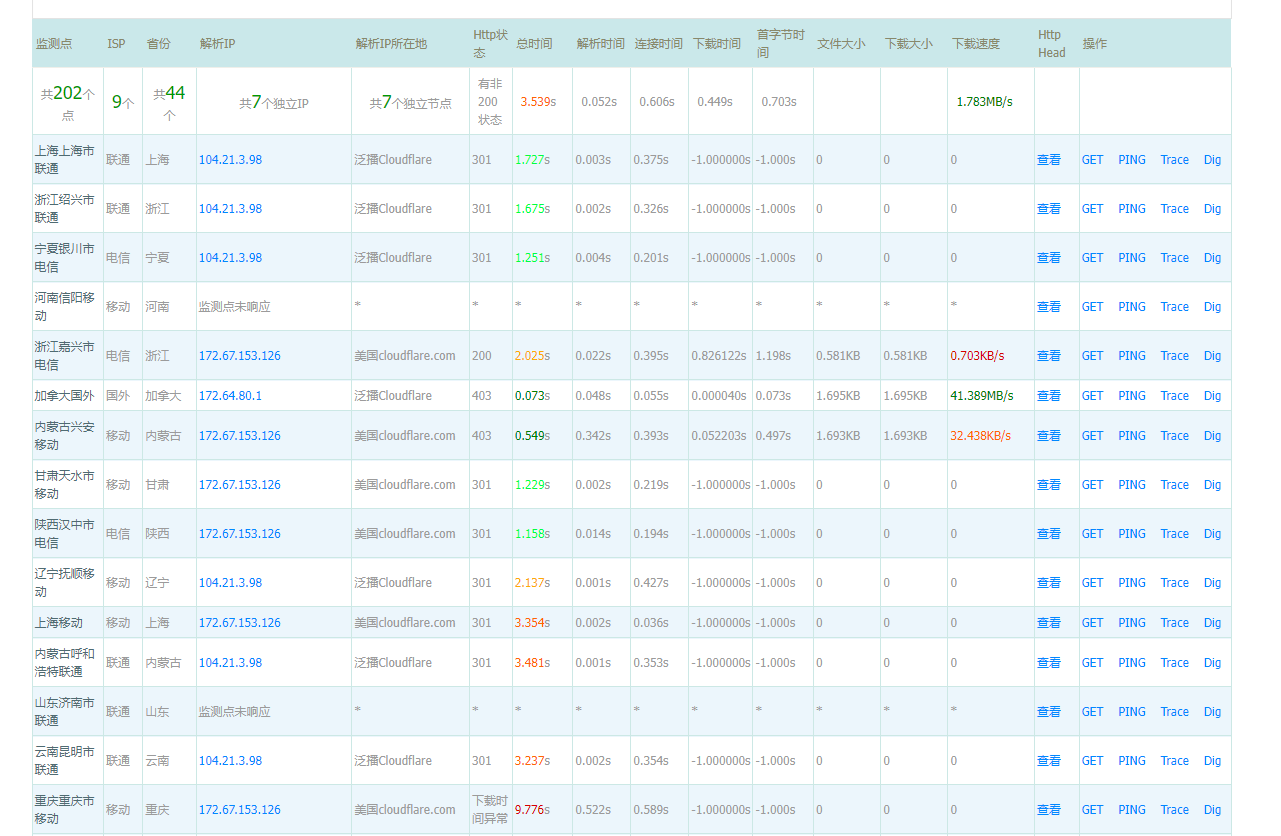 监测点 ISP 省份 解析IP 解析IP所在地 Http状态 总时间 解析时间 连接时间 下载时间 首字节时间 文件大小 下载大小 下载速度 Http Head 操作
共202个点 9个 共44个 共7个独立IP 共7个独立节点 有非200状态 3.539s 0.052s 0.606s 0.449s 0.703s 1.783MB/s
上海上海市联通 联通 上海 104.21.3.98 泛播Cloudflare 301 1.727s 0.003s 0.375s -1.000000s -1.000s 0 0 0 查看 GET PING Trace Dig
浙江绍兴市联通 联通 浙江 104.21.3.98 泛播Cloudflare 301 1.675s 0.002s 0.326s -1.000000s -1.000s 0 0 0 查看 GET PING Trace Dig
宁夏银川市电信 电信 宁夏 104.21.3.98 泛播Cloudflare 301 1.251s 0.004s 0.201s -1.000000s -1.000s 0 0 0 查看 GET PING Trace Dig
河南信阳移动 移动 河南 监测点未响应 * * * * * * * * * * 查看 GET PING Trace Dig
浙江嘉兴市电信 电信 浙江 172.67.153.126 美国cloudflare.com 200 2.025s 0.022s 0.395s 0.826122s 1.198s 0.581KB 0.581KB 0.703KB/s 查看 GET PING Trace Dig
加拿大国外 国外 加拿大 172.64.80.1 泛播Cloudflare 403 0.073s 0.048s 0.055s 0.000040s 0.073s 1.695KB 1.695KB 41.389MB/s 查看 GET PING Trace Dig
内蒙古兴安移动 移动 内蒙古 172.67.153.126 美国cloudflare.com 403 0.549s 0.342s 0.393s 0.052203s 0.497s 1.693KB 1.693KB 32.438KB/s 查看 GET PING Trace Dig
甘肃天水市移动 移动 甘肃 172.67.153.126 美国cloudflare.com 301 1.229s 0.002s 0.219s -1.000000s -1.000s 0 0 0 查看 GET PING Trace Dig
陕西汉中市电信 电信 陕西 172.67.153.126 美国cloudflare.com 301 1.158s 0.014s 0.194s -1.000000s -1.000s 0 0 0 查看 GET PING Trace Dig
辽宁抚顺移动 移动 辽宁 104.21.3.98 泛播Cloudflare 301 2.137s 0.001s 0.427s -1.000000s -1.000s 0 0 0 查看 GET PING Trace Dig
上海移动 移动 上海 172.67.153.126 美国cloudflare.com 301 3.354s 0.002s 0.036s -1.000000s -1.000s 0 0 0 查看 GET PING Trace Dig
内蒙古呼和浩特联通 联通 内蒙古 104.21.3.98 泛播Cloudflare 301 3.481s 0.001s 0.353s -1.000000s -1.000s 0 0 0 查看 GET PING Trace Dig
山东济南市联通 联通 山东 监测点未响应 * * * * * * * * * * 查看 GET PING Trace Dig
云南昆明市联通 联通 云南 104.21.3.98 泛播Cloudflare 301 3.237s 0.002s 0.354s -1.000000s -1.000s 0 0 0 查看 GET PING Trace Dig
重庆重庆市移动 移动 重庆 172.67.153.126 美国cloudflare.com 下载时间异常 9.776s 0.522s 0.589s -1.000000s -1.000s 0 0 0 查看 GET PING Trace Dig